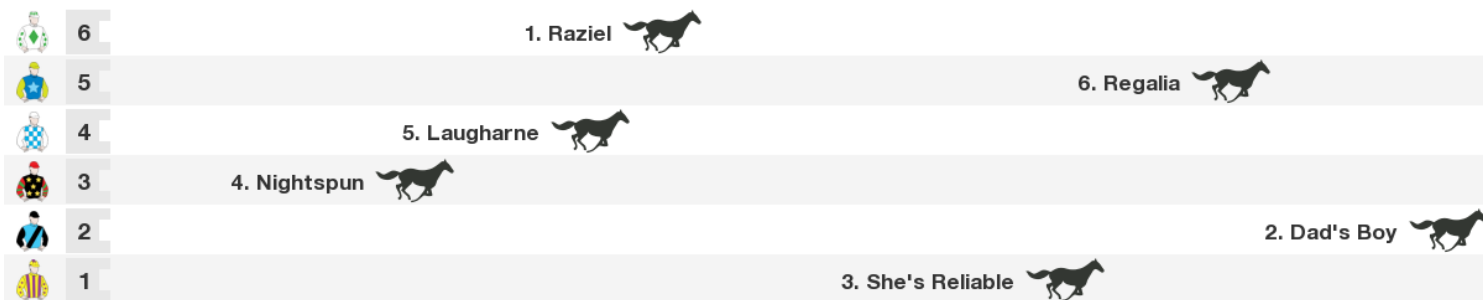 6 1. Raziel
5 6. Regalia
4 5. Laugharne
3 4. Nightspun
2 2. Dad's Boy
1 3. She's Reliable